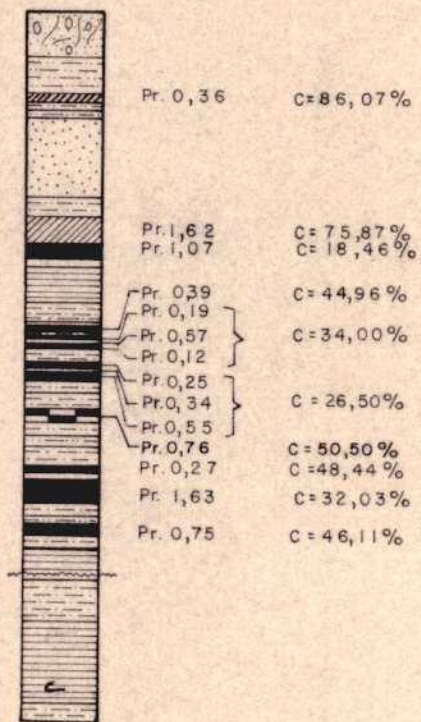 Pr. 0,36 C=86,07%
Pr. 1,62 C=75,87%
Pr. 1,07 C=18,46%
Pr. 0,39 C=44,96%
Pr. 0,19
Pr. 0,57 C=34,00%
Pr. 0,12
Pr. 0,25
Pr. 0,34 C=26,50%
Pr. 0,55
Pr. 0,76 C=50,50%
Pr. 0,27 C=48,44%
Pr. 1,63 C=32,03%
Pr. 0,75 C=46,11%